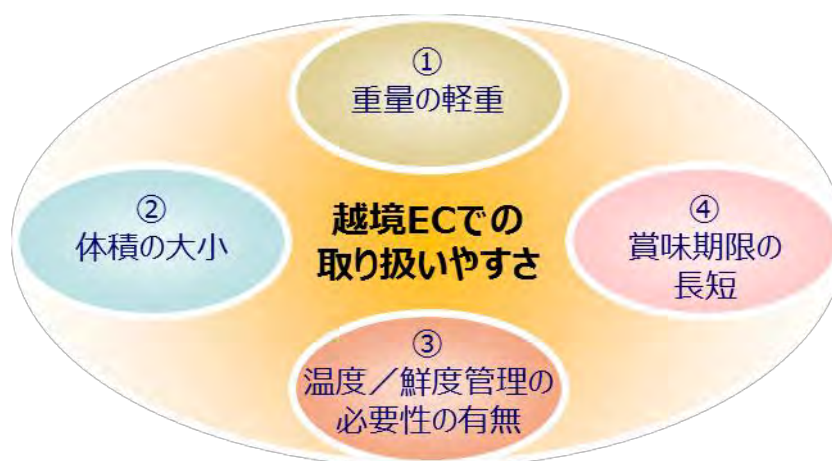 ①
重量の軽重
②
体積の大小
越境ECでの
取り扱いやすさ
④
賞味期限の
長短
③
温度／鮮度管理の
必要性の有無